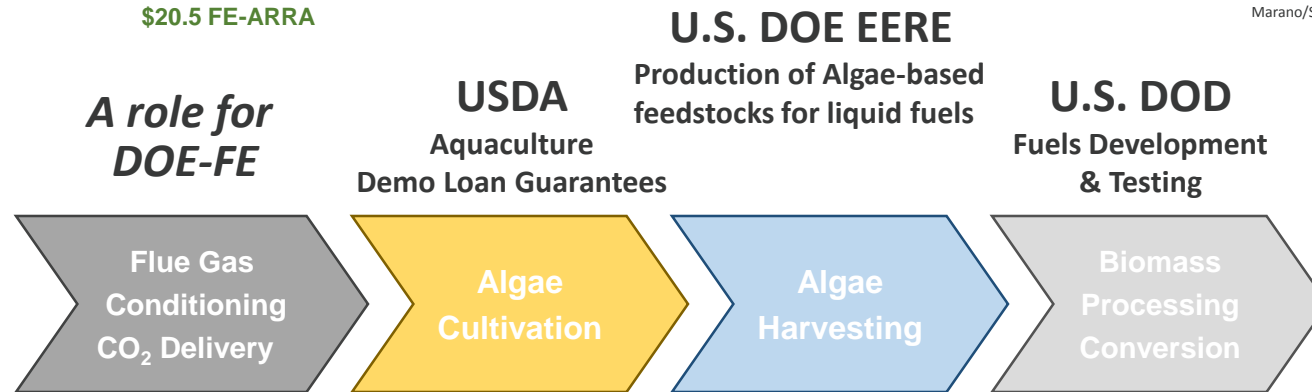 $20.5 FE-ARRA
Marano/S
A role for
DOE-FE
USDA
Aquaculture
Demo Loan Guarantees
U.S. DOE EERE
Production of Algae-based
feedstocks for liquid fuels
U.S. DOD
Fuels Development
& Testing
Flue Gas
Conditioning
CO₂ Delivery
Algae
Cultivation
Algae
Harvesting
Biomass
Processing
Conversion